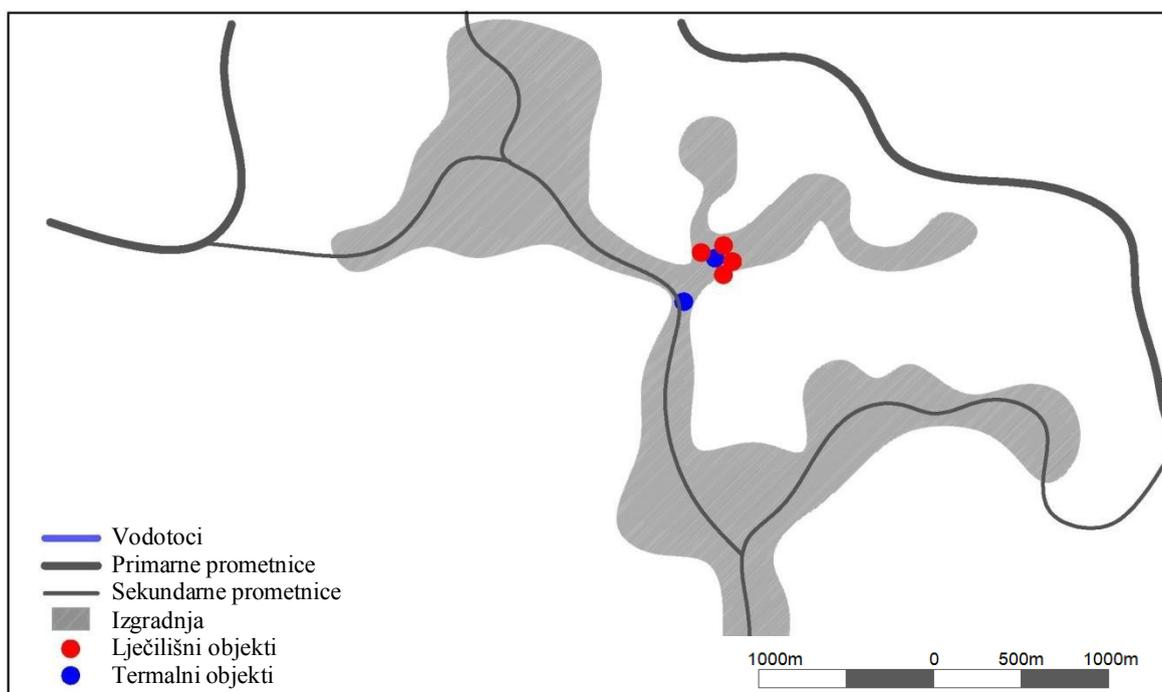 Vodotoci
Primarne prometnice
Sekundarne prometnice
Izgradnja
Lječilišni objekti
Termalni objekti
1000m 0 500m 1000m